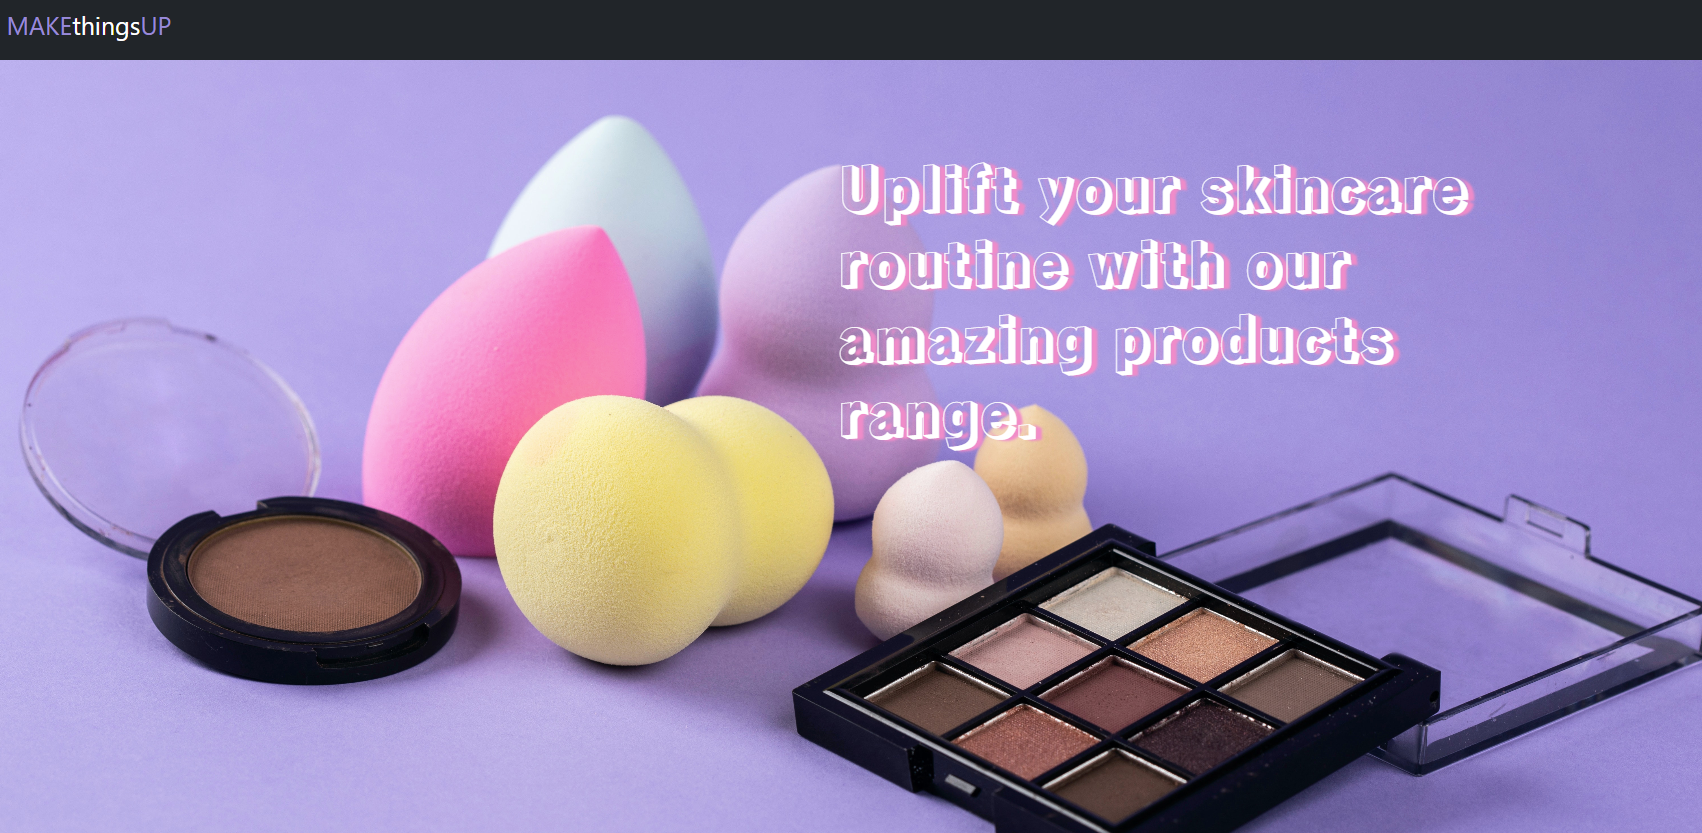 MAKEthingsUP
Uplift your skincare
routine with our
amazing products
range.